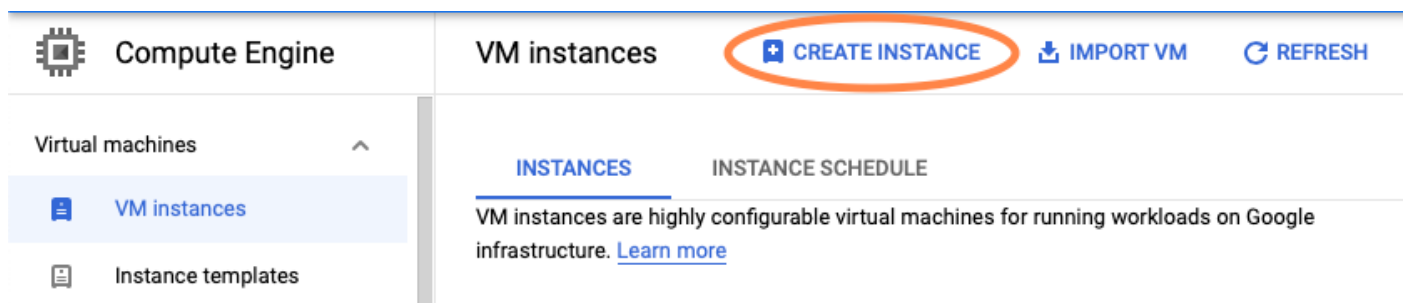 Compute Engine
VM instances
CREATE INSTANCE
IMPORT VM
REFRESH
Virtual machines
VM instances
Instance templates
INSTANCES
INSTANCE SCHEDULE
VM instances are highly configurable virtual machines for running workloads on Google
infrastructure. Learn more